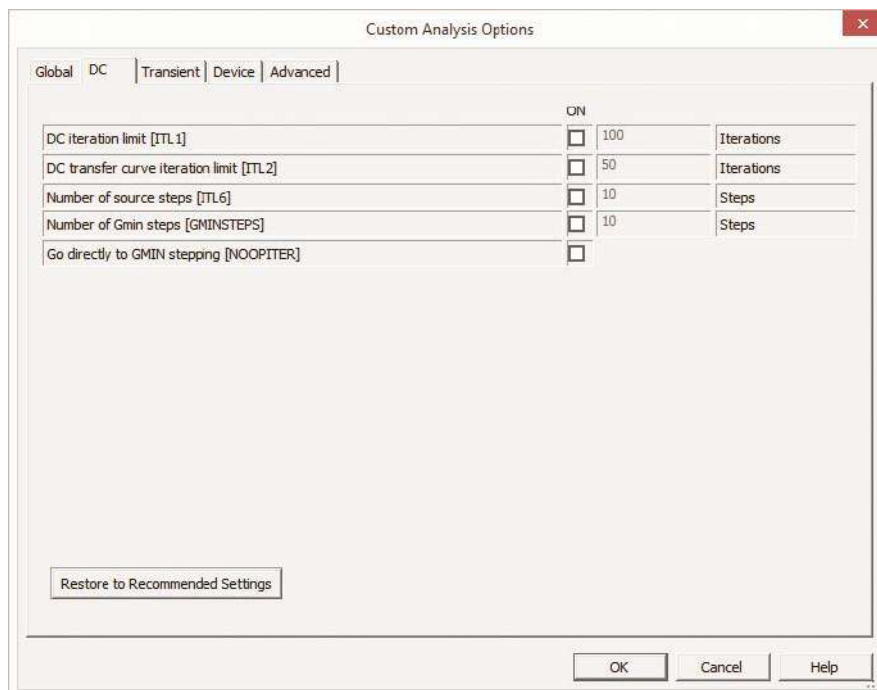 Custom Analysis Options
Global DC Transient Device Advanced
ON
DC iteration limit [ITL1] 100 Iterations
DC transfer curve iteration limit [ITL2] 50 Iterations
Number of source steps [ITL6] 10 Steps
Number of Gmin steps [GMINSTEPS] 10 Steps
Go directly to GMIN stepping [NOOPITER]
Restore to Recommended Settings
OK Cancel Help